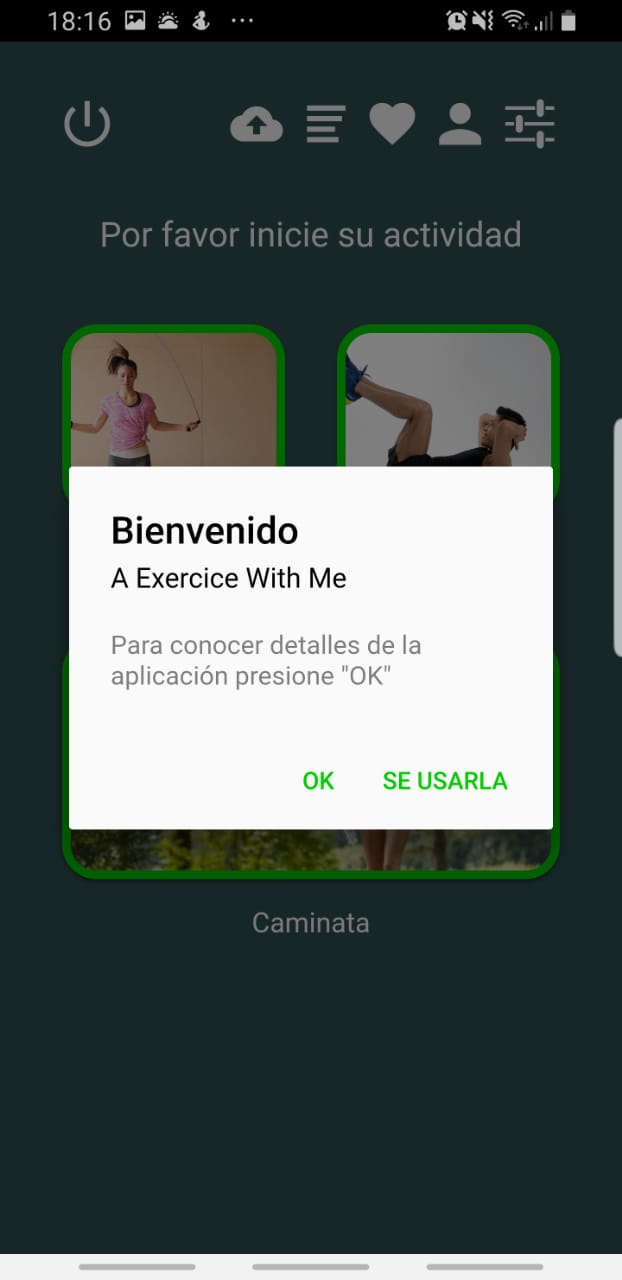 18:16
Por favor inicie su actividad
Bienvenido
A Exercice With Me
Para conocer detalles de la
aplicación presione "OK"
OK SE USARLA
Caminata